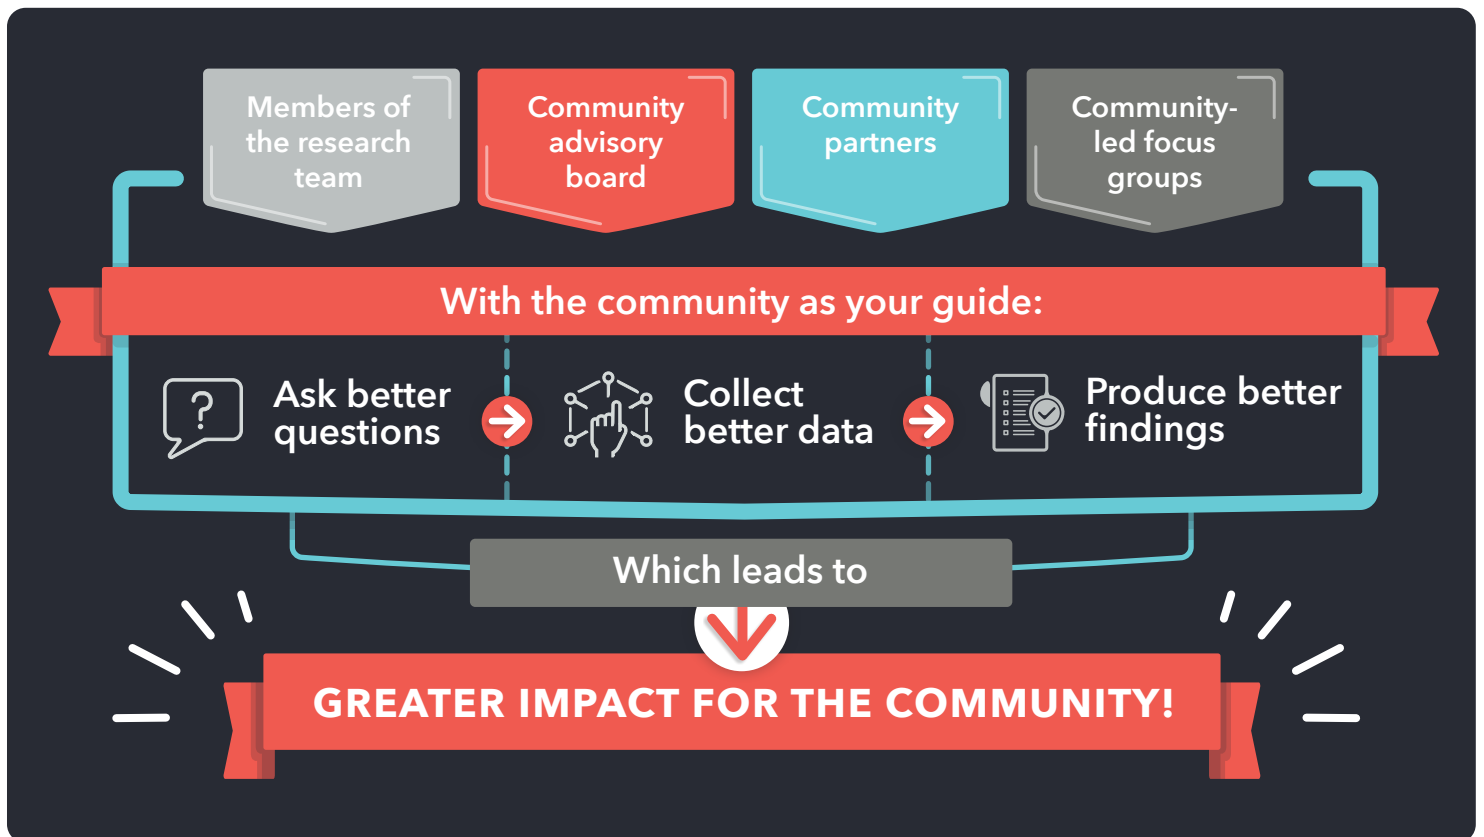 Members of
the research
team
Community
advisory
board
Community
partners
Community-
led focus
groups
With the community as your guide:
?
Ask better
questions
Collect
better data
Produce better
findings
Which leads to
GREATER IMPACT FOR THE COMMUNITY!